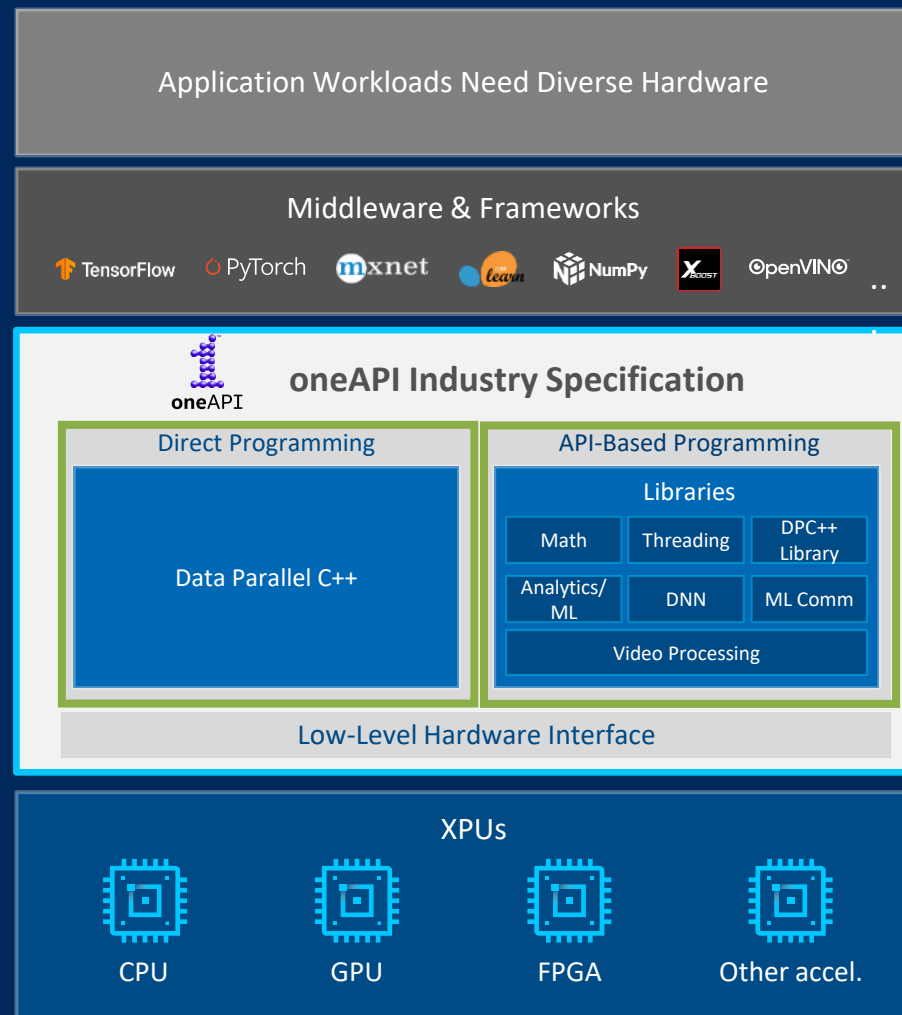 Application Workloads Need Diverse Hardware
Middleware & Frameworks
TensorFlow PyTorch mxnet learn NumPy XBOOST OpenVINO ..
.
oneAPI oneAPI Industry Specification
Direct Programming
Data Parallel C++
API-Based Programming
Libraries
Math Threading DPC++
Library
Analytics/
ML
DNN ML Comm
Video Processing
Low-Level Hardware Interface
XPUs
CPU GPU FPGA Other accel.